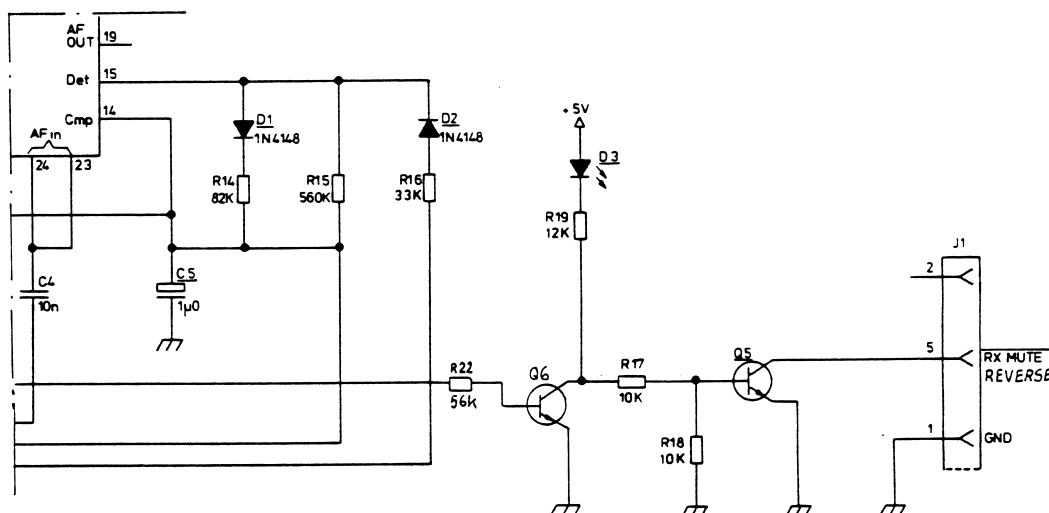 AF
OUT 19
Det 15
Cmp 14
AF in
24 23
D1
1N4148
D2
1N4148
R14
82K
R15
560K
R16
33K
C4
10n
C5
1µ0
+5V
D3
R19
12K
R22
56k
Q6
R17
10K
R18
10K
Q5
J1
2
5 RX MUTE
REVERSE
1 GND